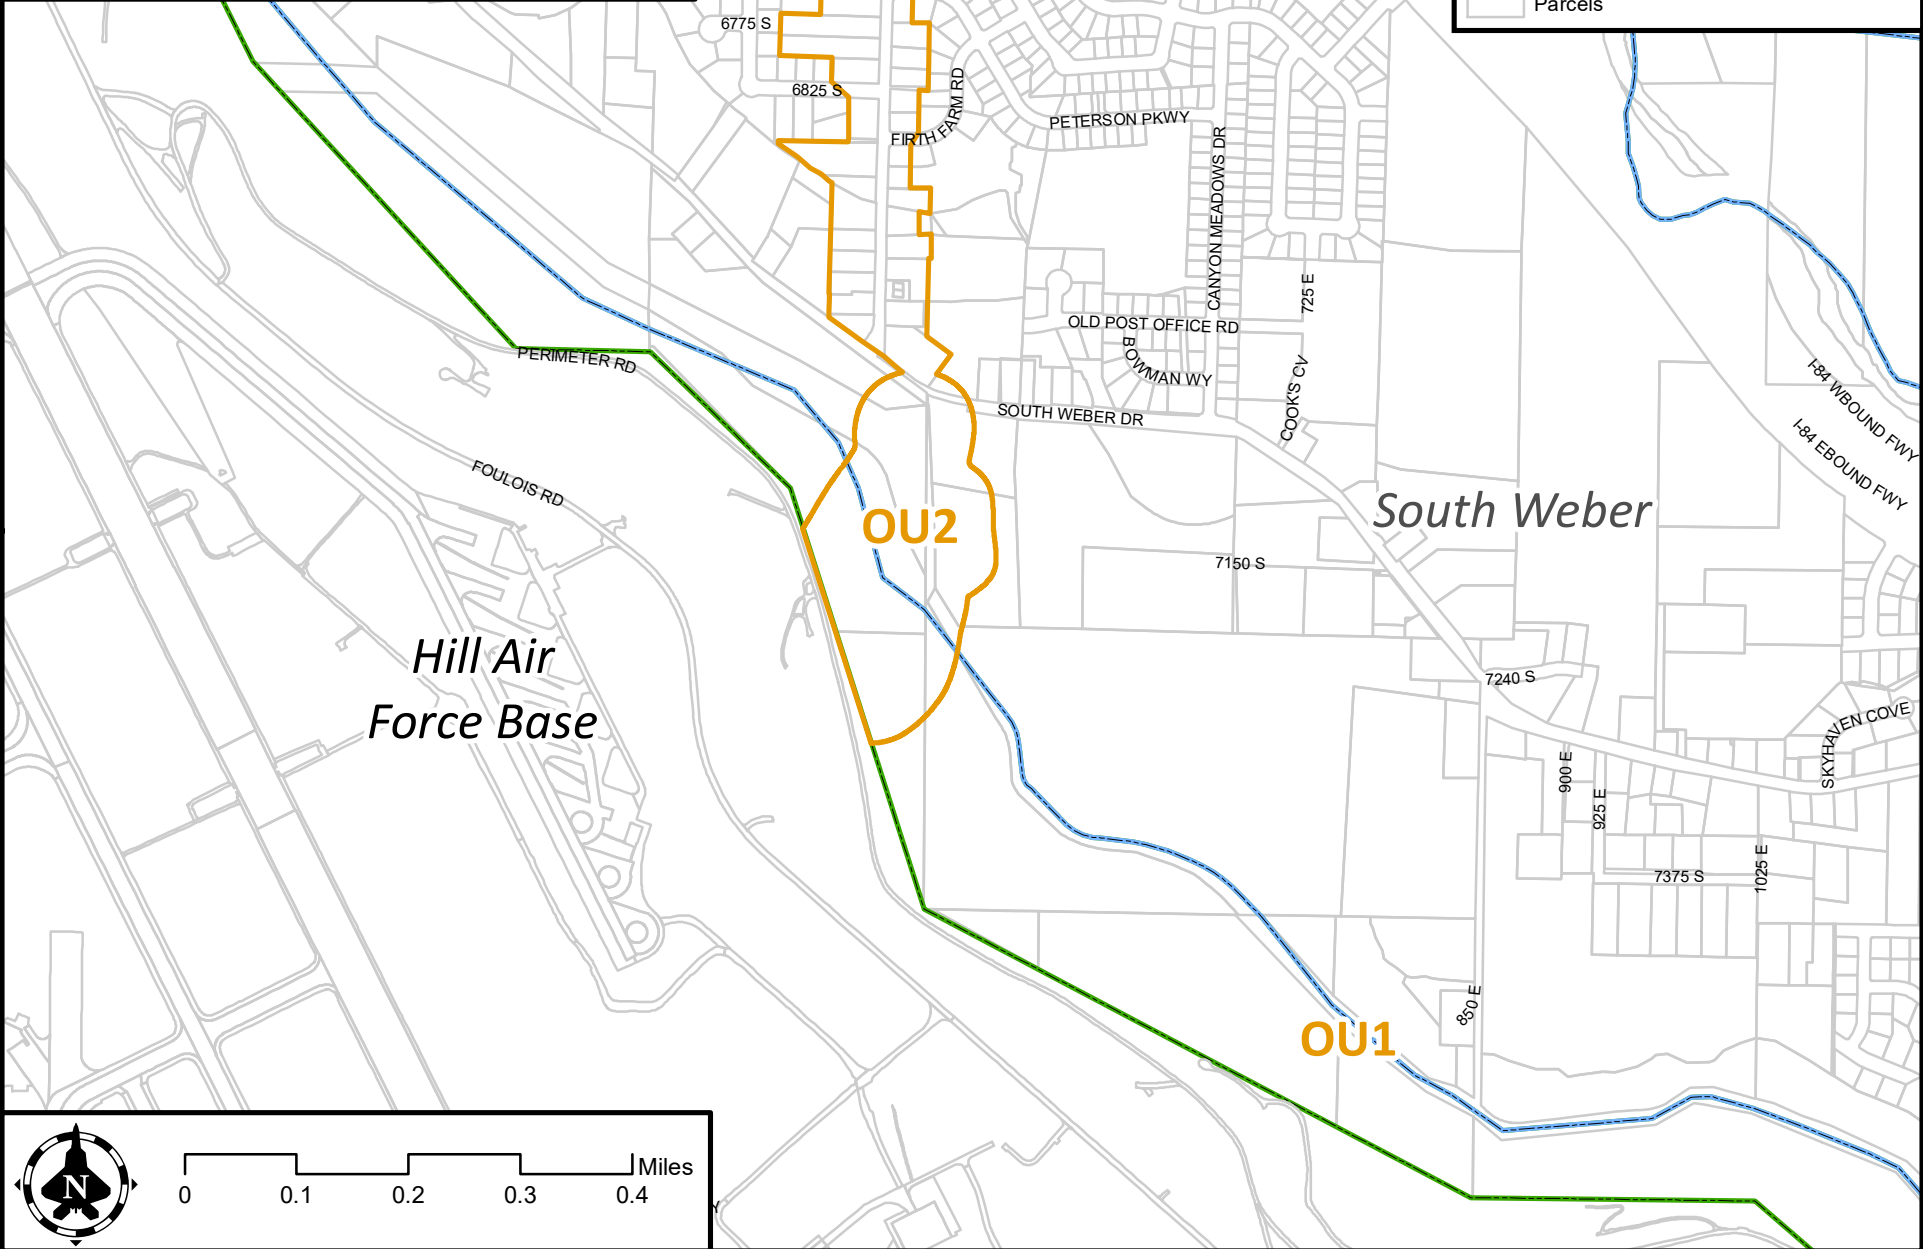 Parcels
6775 S
6825 S
FIRTH FARM RD
PETERSON PKWY
CANYON MEADOWS DR
725 E
OLD POST OFFICE RD
BOWMAN WY
COOK'S CV
SOUTH WEBER DR
I-84 WBOUND FWY
I-84 EBOUND FWY
PERIMETER RD
FOULOIS RD
OU2
South Weber
7150 S
Hill Air
Force Base
7240 S
SKYHAVEN COVE
900 E
925 E
1025 E
7375 S
850 E
OU1
N
Miles
0 0.1 0.2 0.3 0.4
Y